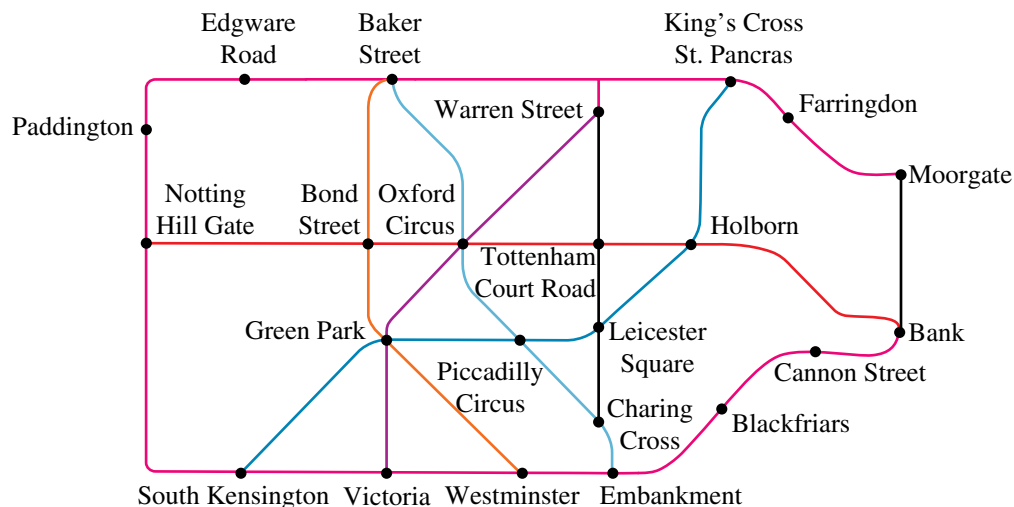 Edgware
Road
Baker
Street
King's Cross
St. Pancras
Warren Street
Farringdon
Paddington
Moorgate
Notting
Hill Gate
Bond
Street
Oxford
Circus
Holborn
Tottenham
Court Road
Green Park
Leicester
Square
Bank
Piccadilly
Circus
Cannon Street
Charing
Cross
Blackfriars
South Kensington
Victoria
Westminster
Embankment